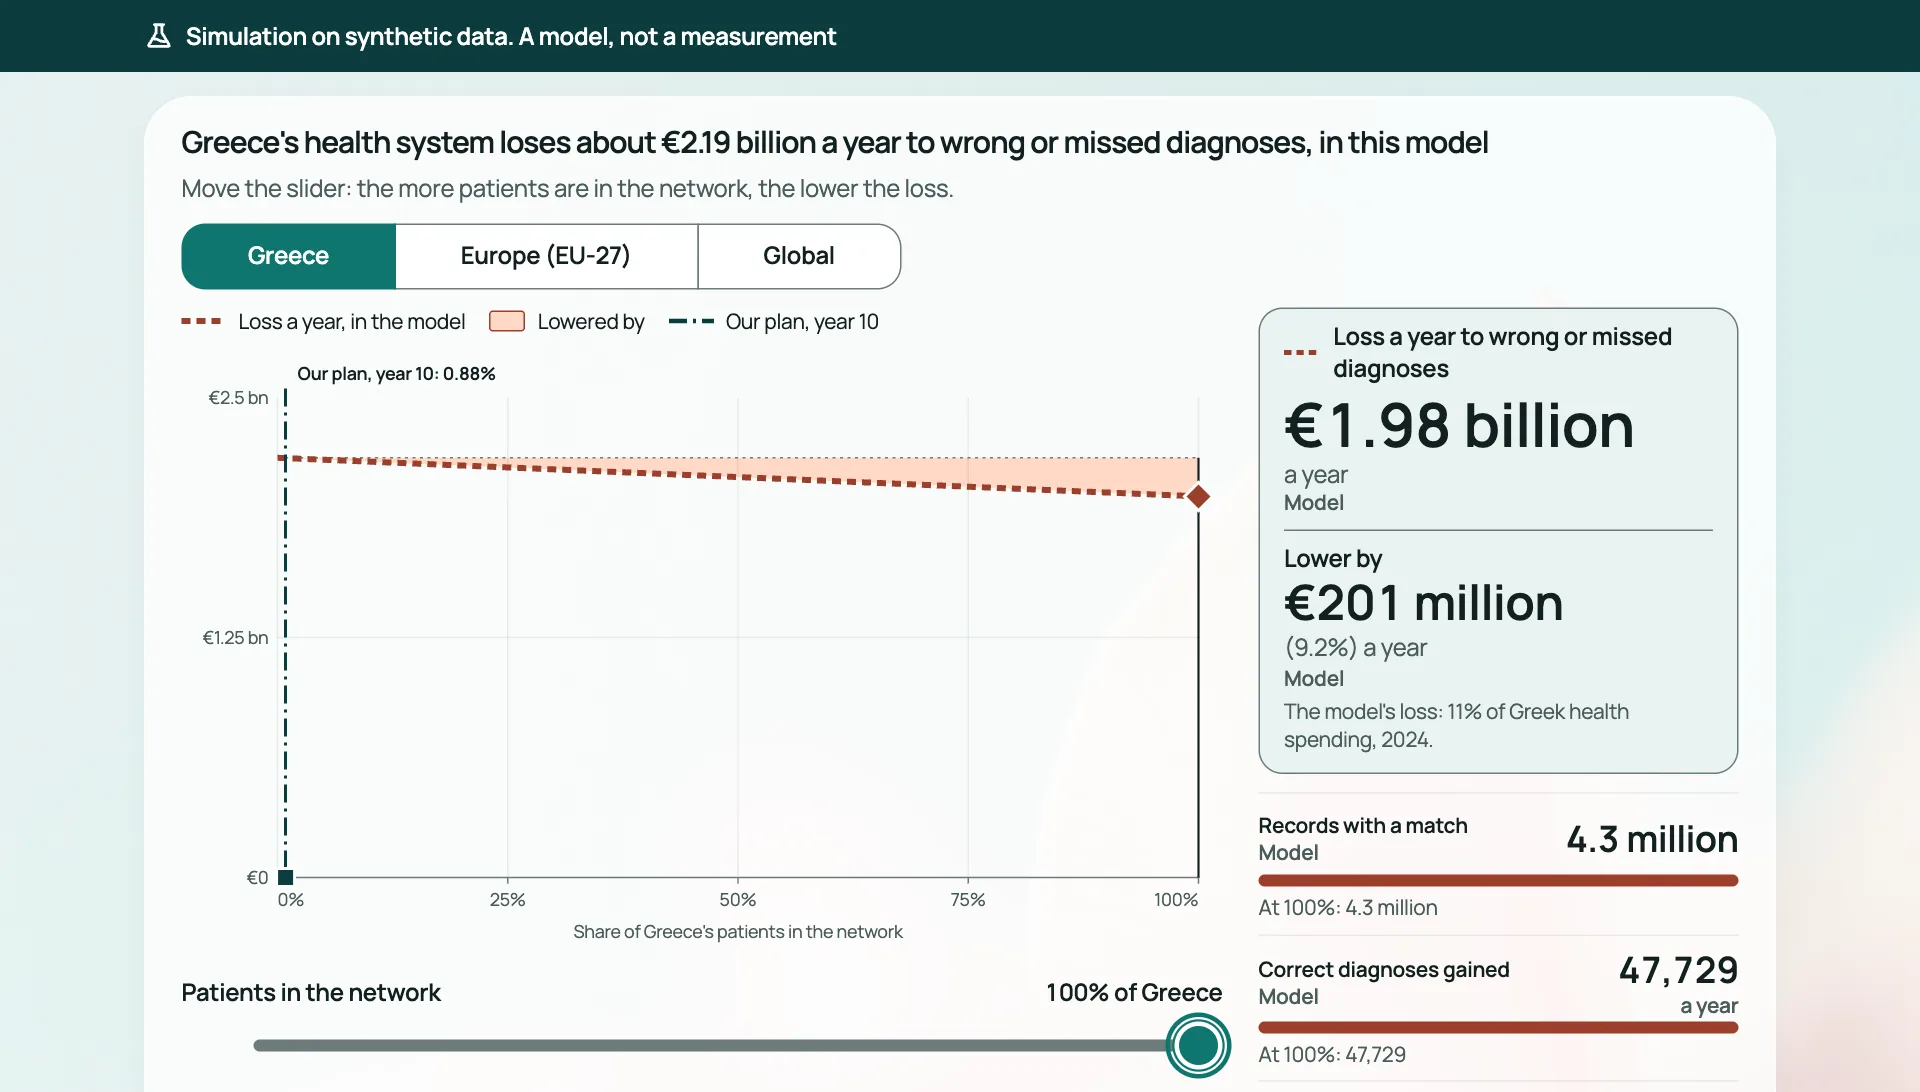 Simulation on synthetic data. A model, not a measurement
Greece's health system loses about €2.19 billion a year to wrong or missed diagnoses, in this model
Move the slider: the more patients are in the network, the lower the loss.
Greece
Europe (EU-27)
Global
Loss a year, in the model
Lowered by
Our plan, year 10
Our plan, year 10: 0.88%
€2.5 bn
€1.25 bn
€0
0%
25%
50%
75%
100%
Share of Greece's patients in the network
Patients in the network
100% of Greece
Loss a year to wrong or missed
diagnoses
€1.98 billion
a year
Model
Lower by
€201 million
(9.2%) a year
Model
The model's loss: 11% of Greek health
spending, 2024.
Records with a match
Model
4.3 million
At 100%: 4.3 million
Correct diagnoses gained
Model
47,729
a year
At 100%: 47,729